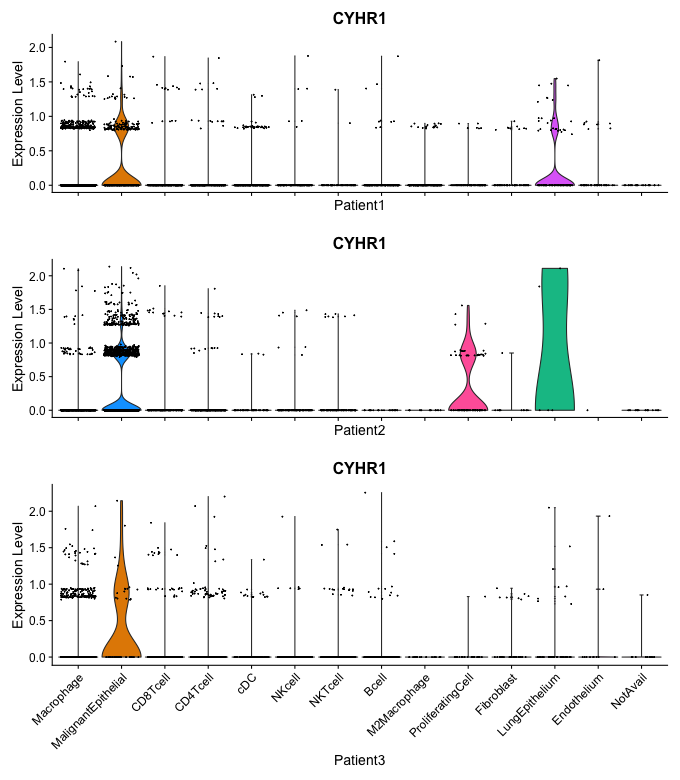 CYHR1
Expression Level
2.0
1.5
1.0
0.5
0.0
Patient1
CYHR1
Expression Level
2.0
1.5
1.0
0.5
0.0
Patient2
CYHR1
Expression Level
2.0
1.5
1.0
0.5
0.0
Macrophage
MalignantEpithelial
CD8Tcell
CD4Tcell
cDC
NKcell
NKTcell
Bcell
M2Macrophage
ProliferatingCell
Fibroblast
LungEpithelium
Endothelium
NotAvail
Patient3